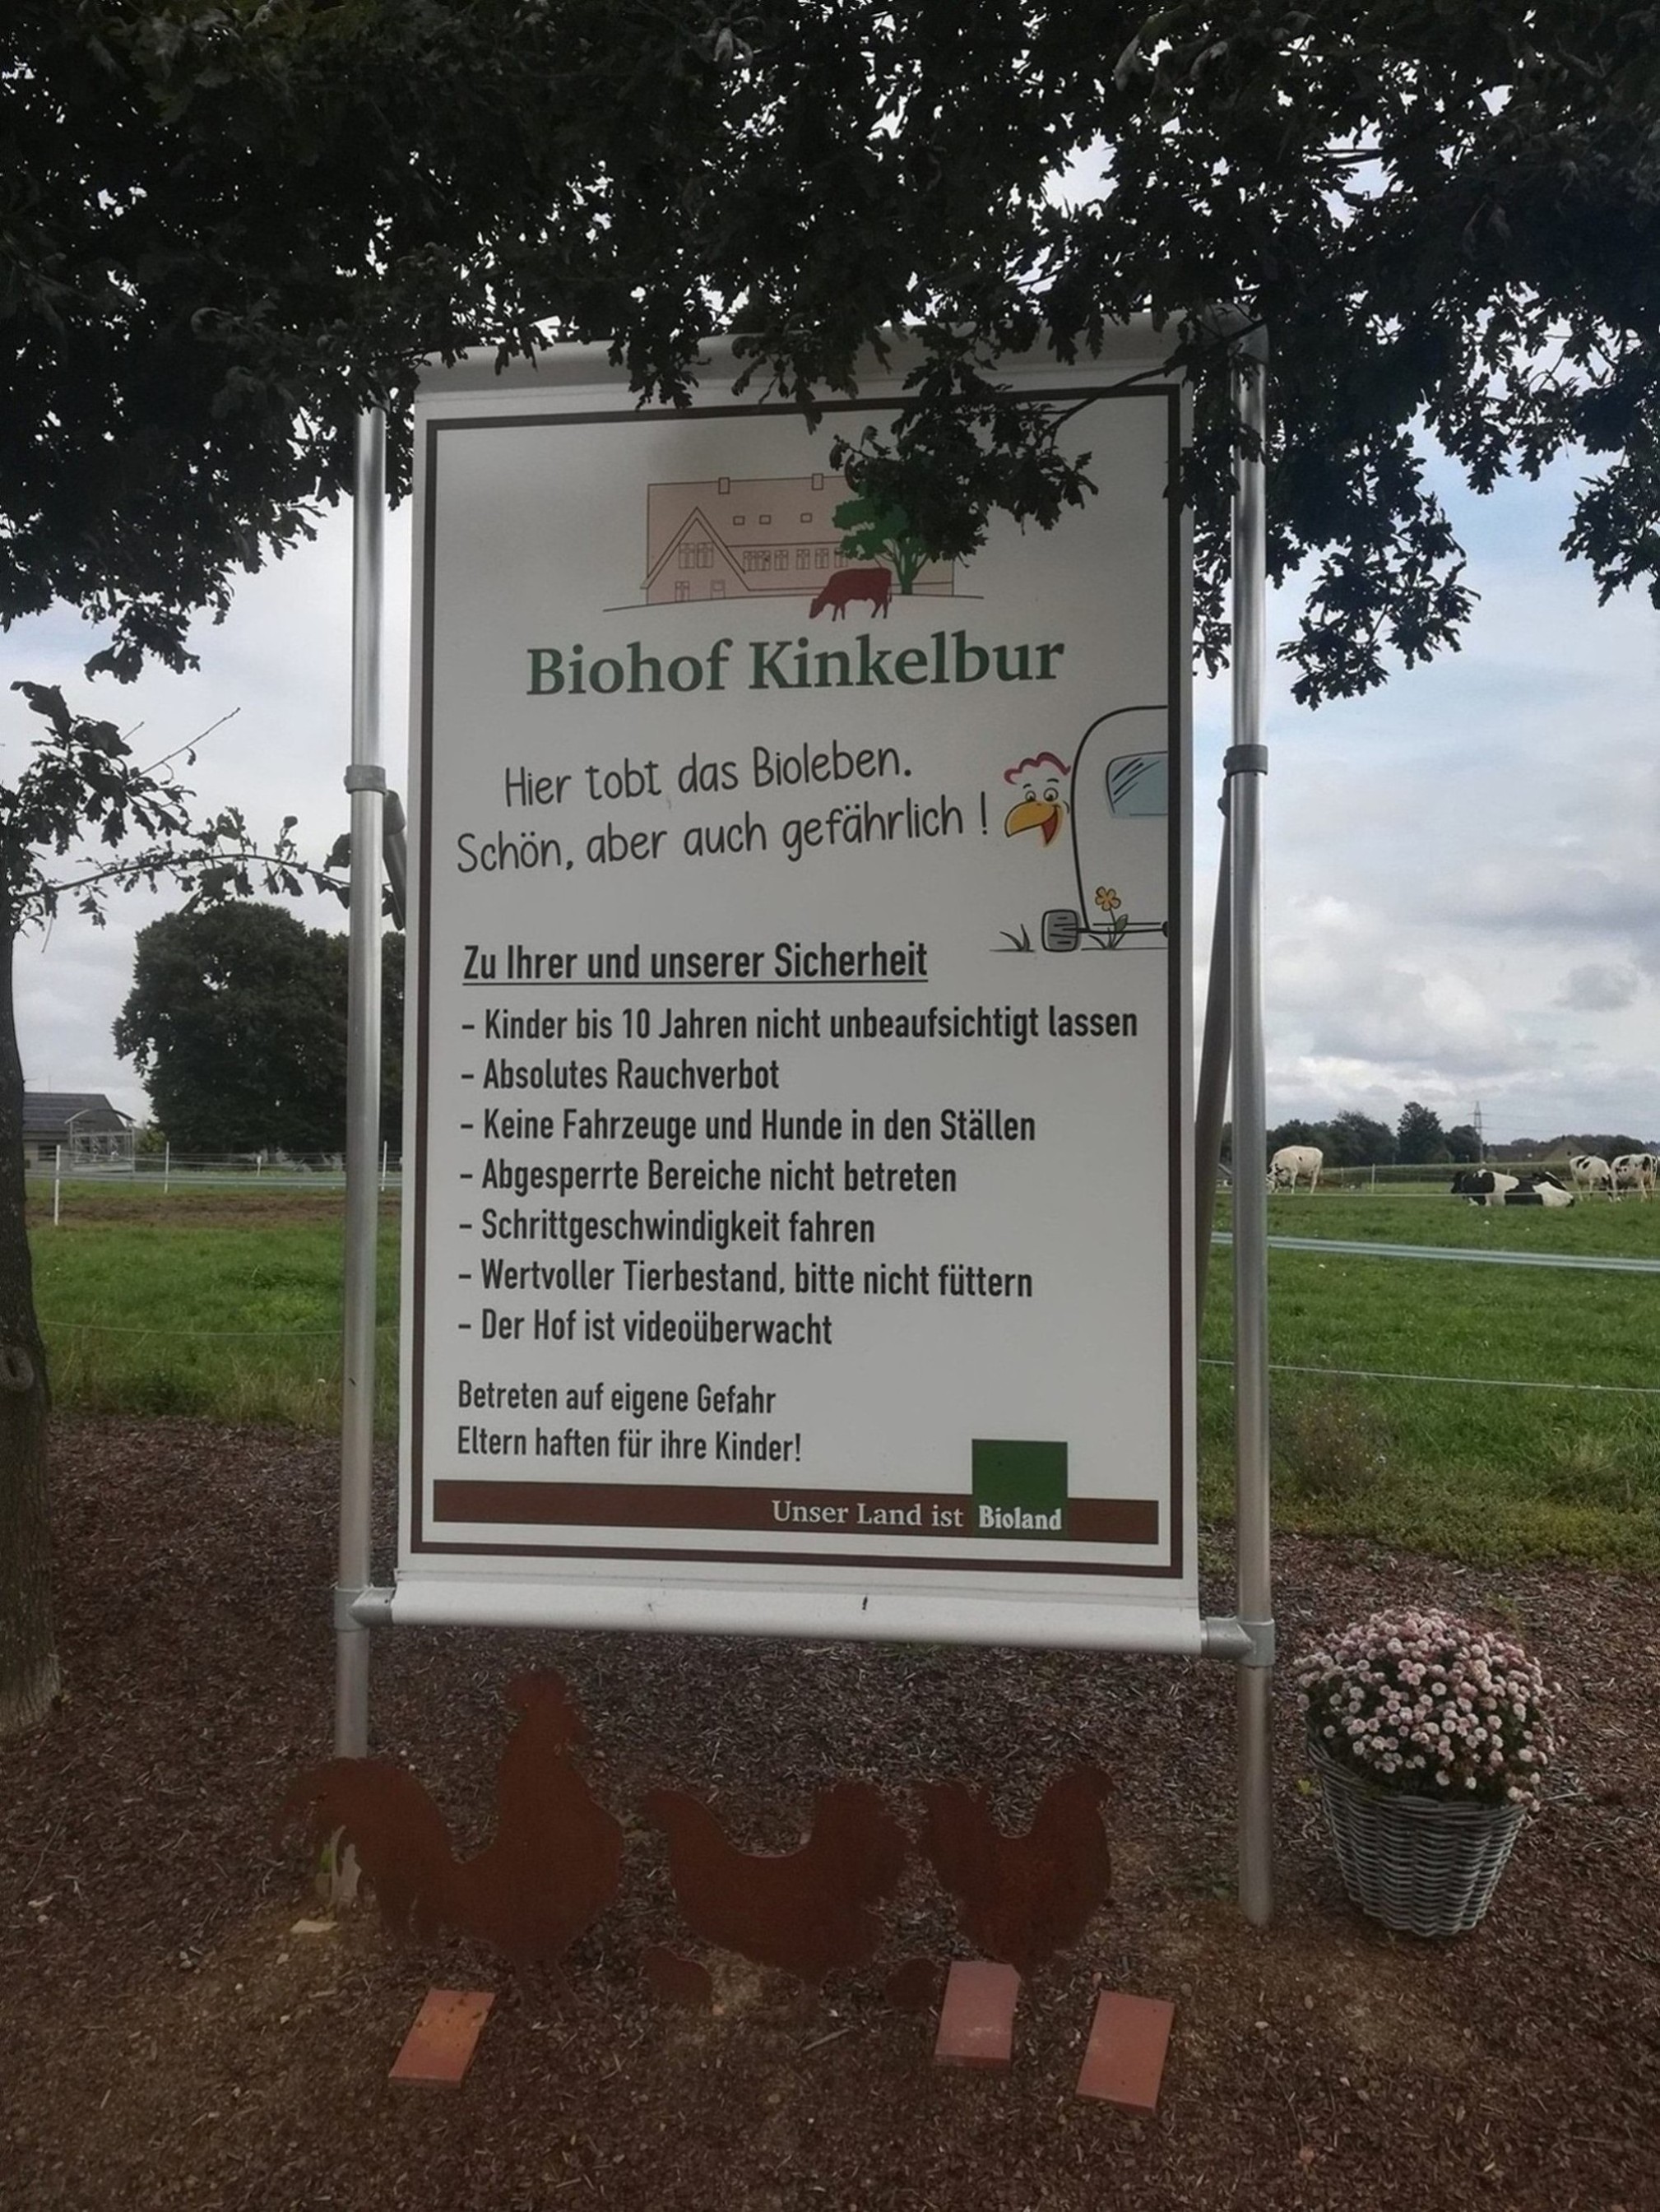 Biohof Kinkelbur
Hier tobt das Bioleben.
Schön, aber auch gefährlich !
Zu Ihrer und unserer Sicherheit
- Kinder bis 10 Jahren nicht unbeaufsichtigt lassen
- Absolutes Rauchverbot
- Keine Fahrzeuge und Hunde in den Ställen
- Abgesperrte Bereiche nicht betreten
- Schrittgeschwindigkeit fahren
- Wertvoller Tierbestand, bitte nicht füttern
- Der Hof ist videoüberwacht
Betreten auf eigene Gefahr
Eltern haften für ihre Kinder!
Unser Land ist Bioland